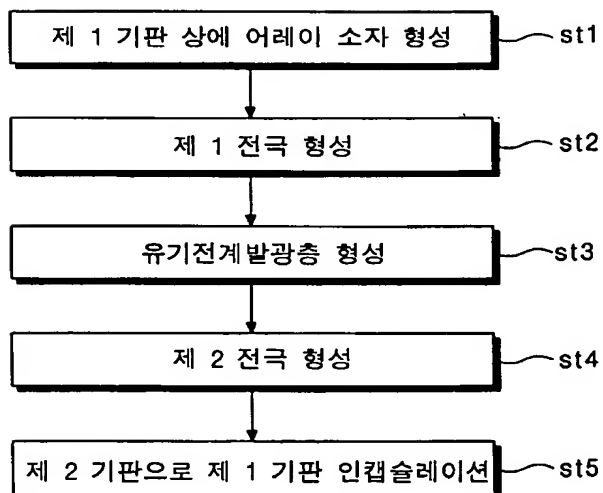 제 1 기판 상에 어레이 소자 형성 st1
제 1 전극 형성 st2
유기전계발광층 형성 st3
제 2 전극 형성 st4
제 2 기판으로 제 1 기판 인캡슐레이션 st5